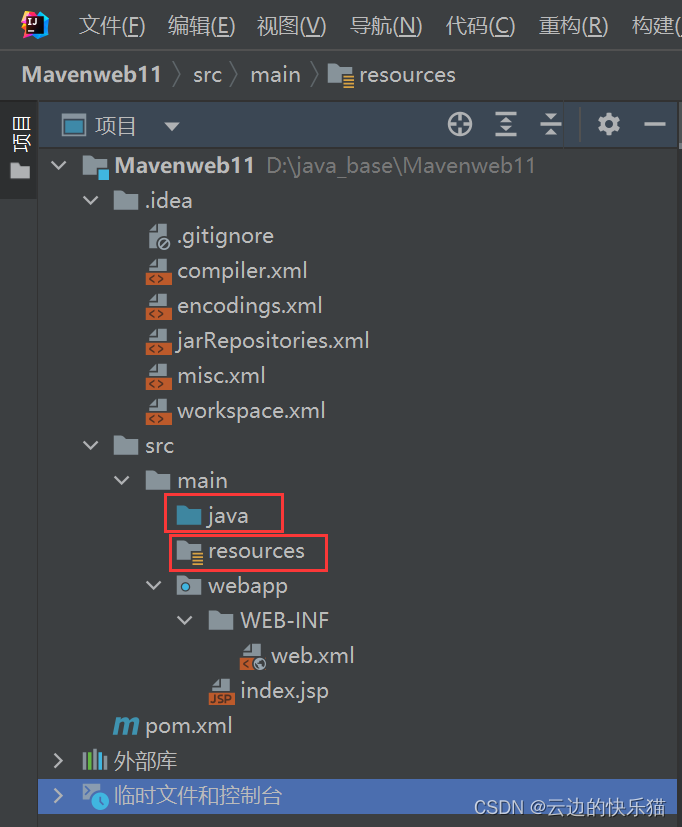 文件(F) 编辑(E) 视图(V) 导航(N) 代码(C) 重构(R) 构建(
Mavenweb11 src main resources
项目
项目
Mavenweb11 D:\java_base\Mavenweb11
.idea
.gitignore
compiler.xml
encodings.xml
jarRepositories.xml
misc.xml
workspace.xml
src
main
java
resources
webapp
WEB-INF
web.xml
JSP index.jsp
m pom.xml
外部库
临时文件和控制台
CSDN @云边的快乐猫